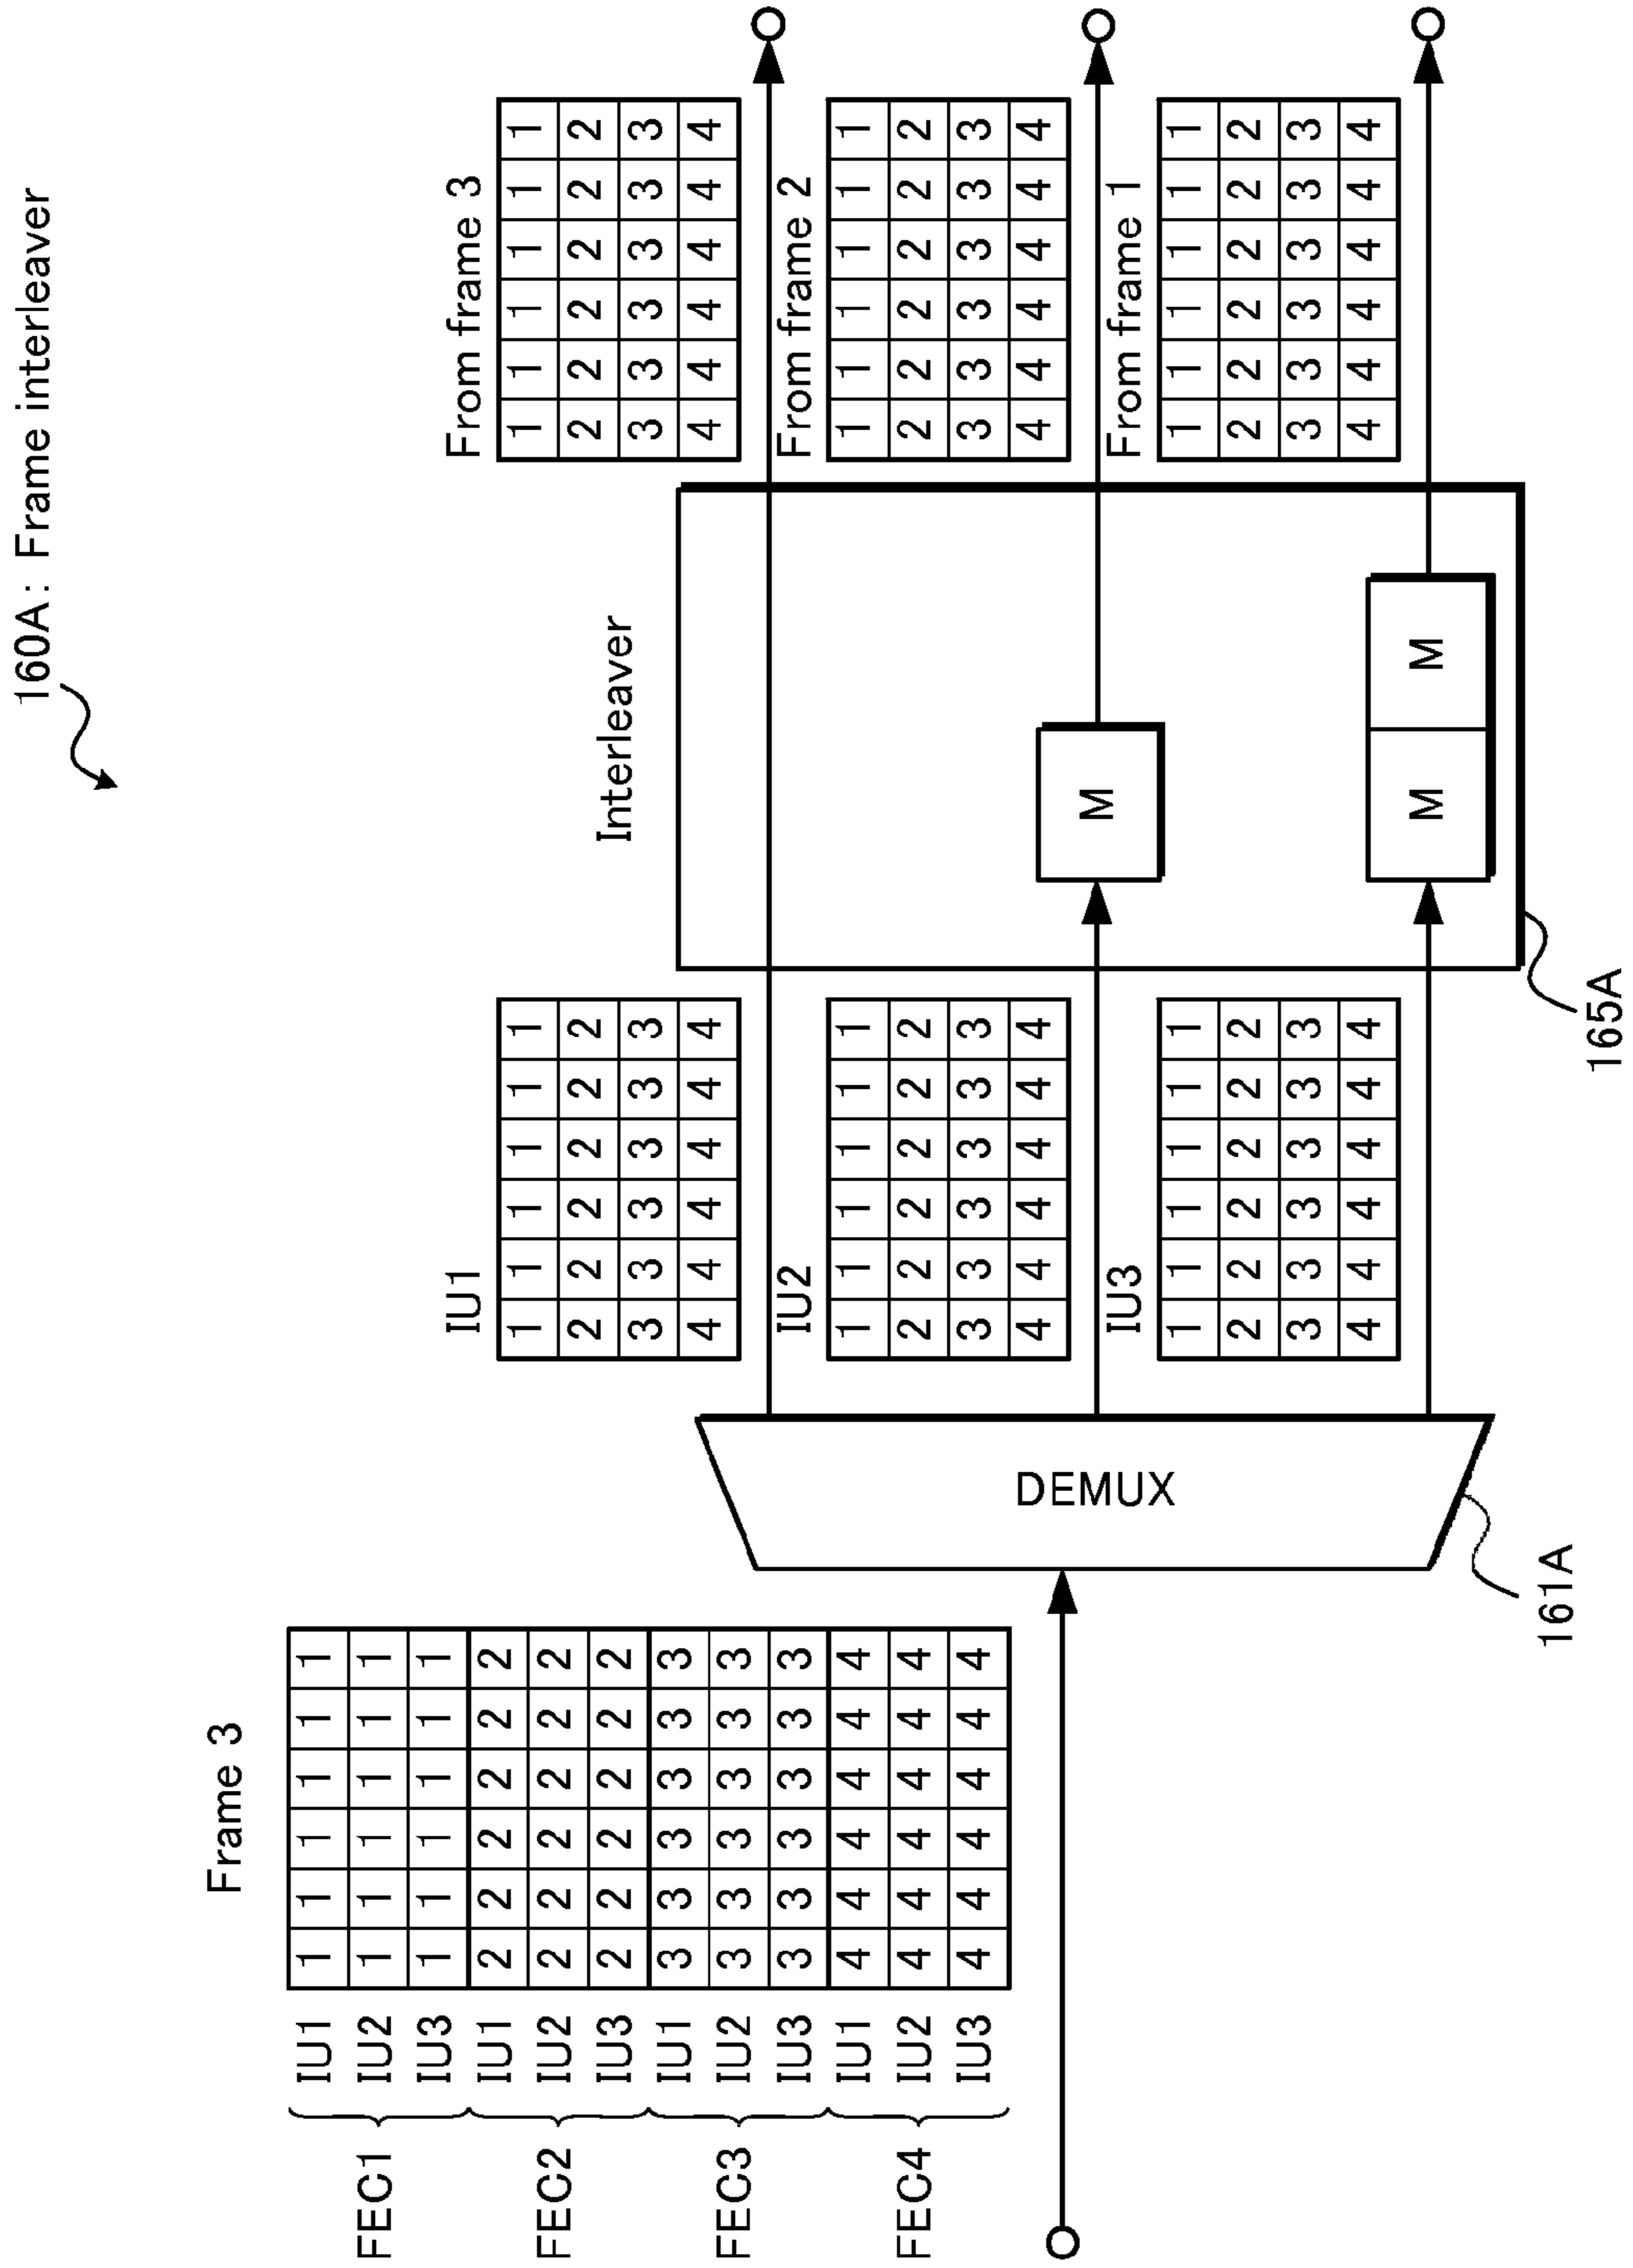 160A: Frame interleaver
Frame 3
FEC1
IU1 1 1 1 1 1 1
IU2 1 1 1 1 1 1
IU3 1 1 1 1 1 1
FEC2
IU1 2 2 2 2 2 2
IU2 2 2 2 2 2 2
IU3 2 2 2 2 2 2
FEC3
IU1 3 3 3 3 3 3
IU2 3 3 3 3 3 3
IU3 3 3 3 3 3 3
FEC4
IU1 4 4 4 4 4 4
IU2 4 4 4 4 4 4
IU3 4 4 4 4 4 4
DEMUX
161A
IU1
1 1 1 1 1 1
2 2 2 2 2 2
3 3 3 3 3 3
4 4 4 4 4 4
IU2
1 1 1 1 1 1
2 2 2 2 2 2
3 3 3 3 3 3
4 4 4 4 4 4
IU3
1 1 1 1 1 1
2 2 2 2 2 2
3 3 3 3 3 3
4 4 4 4 4 4
Interleaver
M
M M
165A
From frame 3
1 1 1 1 1 1
2 2 2 2 2 2
3 3 3 3 3 3
4 4 4 4 4 4
From frame 2
1 1 1 1 1 1
2 2 2 2 2 2
3 3 3 3 3 3
4 4 4 4 4 4
From frame 1
1 1 1 1 1 1
2 2 2 2 2 2
3 3 3 3 3 3
4 4 4 4 4 4